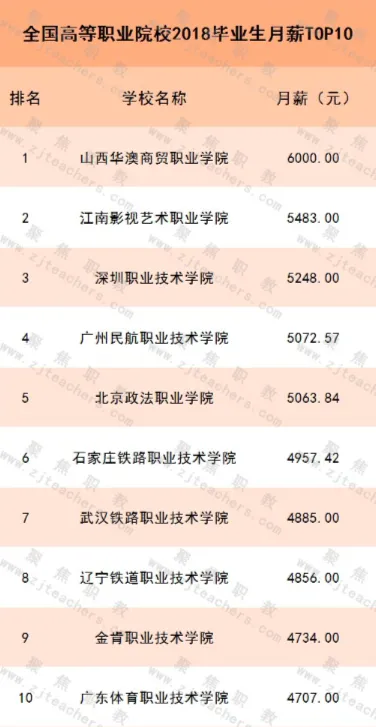 全国高等职业院校2018毕业生月薪TOP10
排名 学校名称 月薪（元）
1 山西华澳商贸职业学院 6000.00
2 江南影视艺术职业学院 5483.00
3 深圳职业技术学院 5248.00
4 广州民航职业技术学院 5072.57
5 北京政法职业学院 5063.84
6 石家庄铁路职业技术学院 4957.42
7 武汉铁路职业技术学院 4885.00
8 辽宁铁道职业技术学院 4856.00
9 金肯职业技术学院 4734.00
10 广东体育职业技术学院 4707.00
聚焦职教
www.zjteachers.com